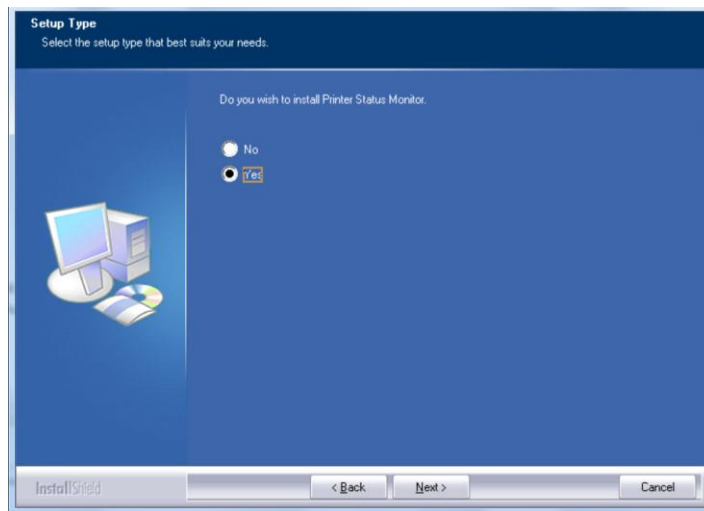 Setup Type
Select the setup type that best suits your needs.
Do you wish to install Printer Status Monitor.
No
Yes
InstallShield
< Back
Next >
Cancel